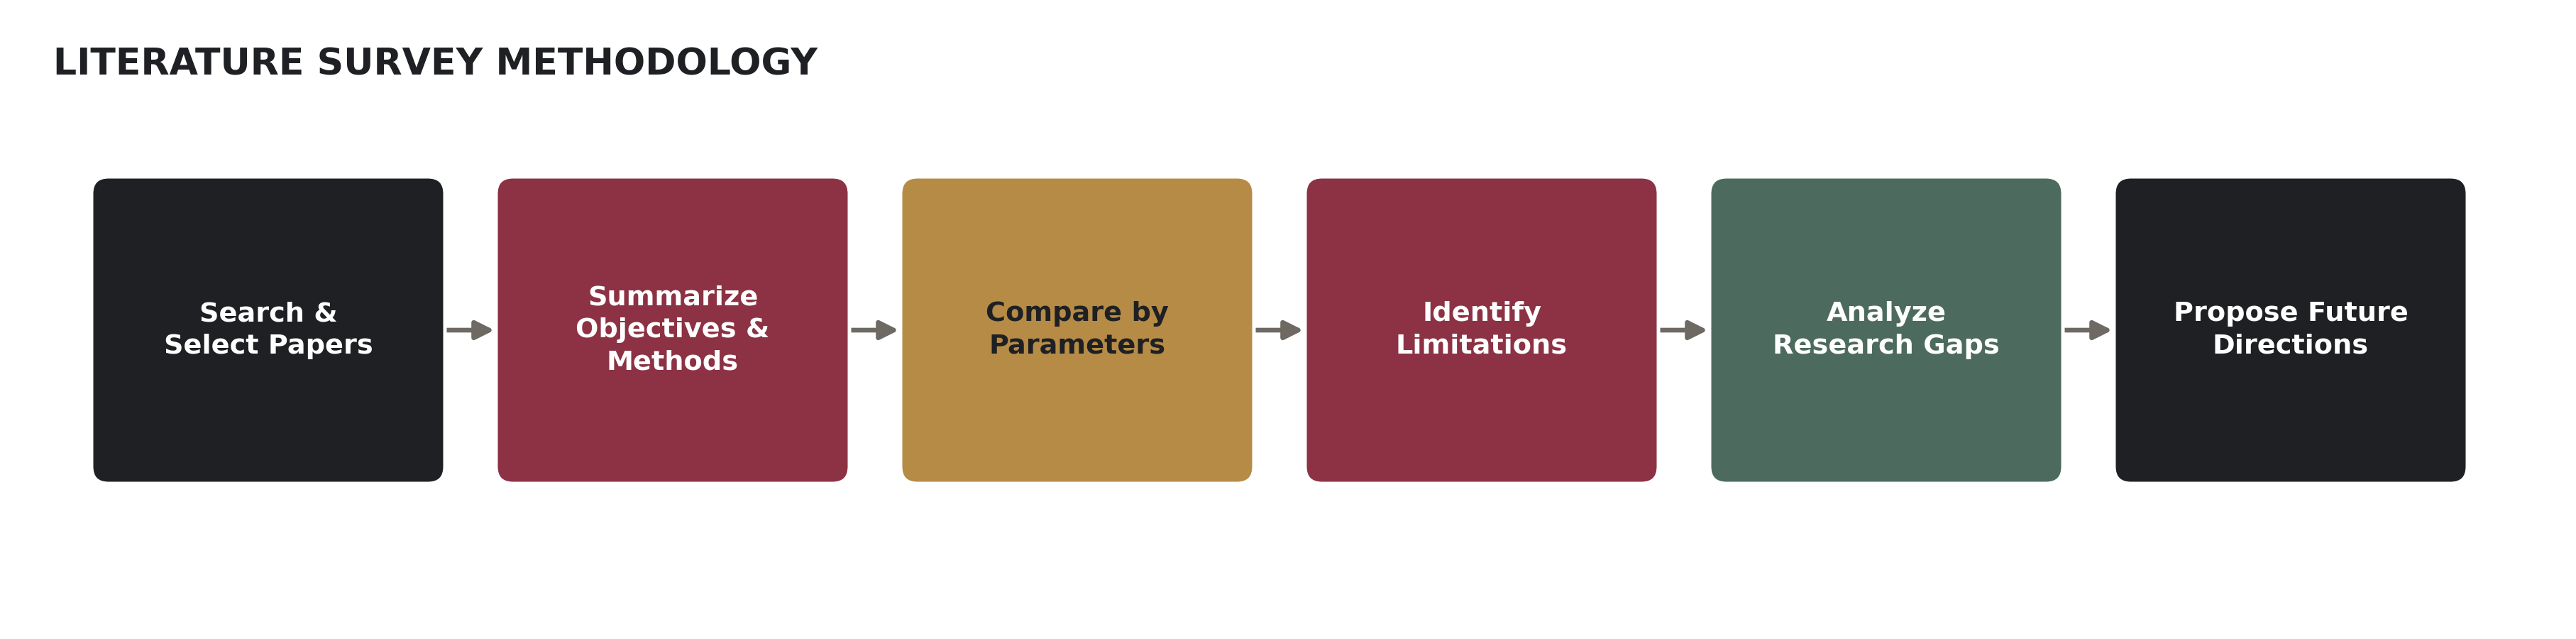 LITERATURE SURVEY METHODOLOGY
Search &
Select Papers
Summarize
Objectives &
Methods
Compare by
Parameters
Identify
Limitations
Analyze
Research Gaps
Propose Future
Directions